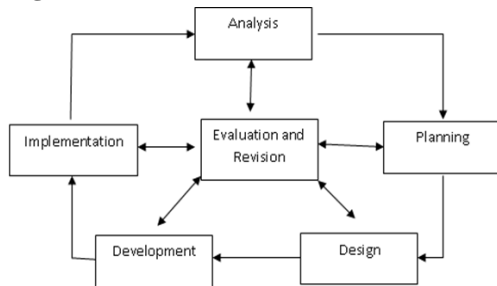 Analysis
Implementation
Evaluation and
Revision
Planning
Development
Design